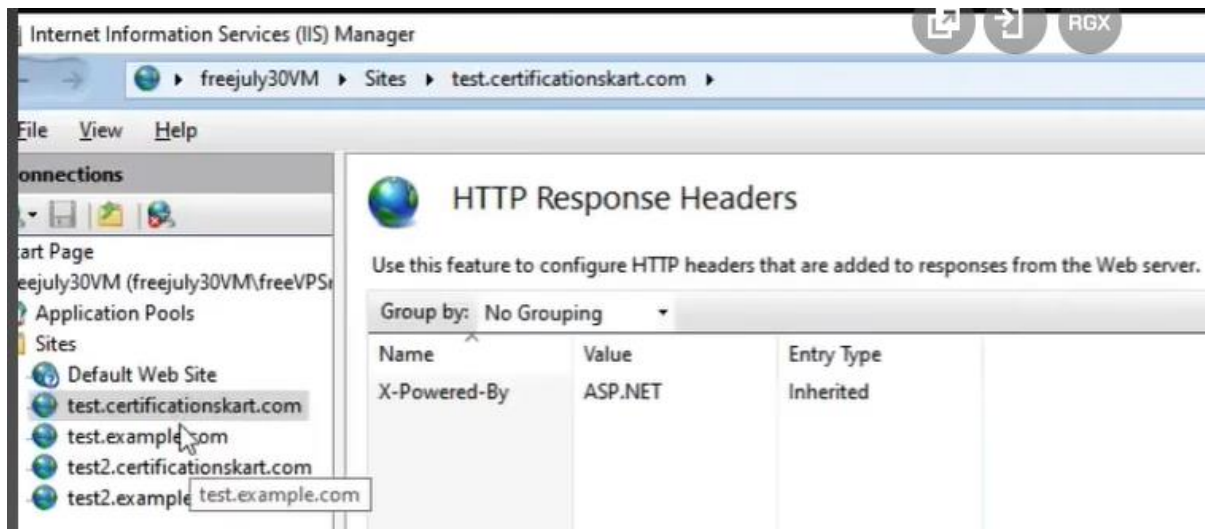 Internet Information Services (IIS) Manager
RGX
freejuly30VM Sites test.certificationskart.com
File View Help
onnections
HTTP Response Headers
art Page
Use this feature to configure HTTP headers that are added to responses from the Web server.
eejuly30VM (freejuly30VM\freeVPS
Application Pools
Group by: No Grouping
Sites
Name Value Entry Type
Default Web Site
X-Powered-By ASP.NET Inherited
test.certificationskart.com
test.example.com
test2.certificationskart.com
test2.example
test.example.com